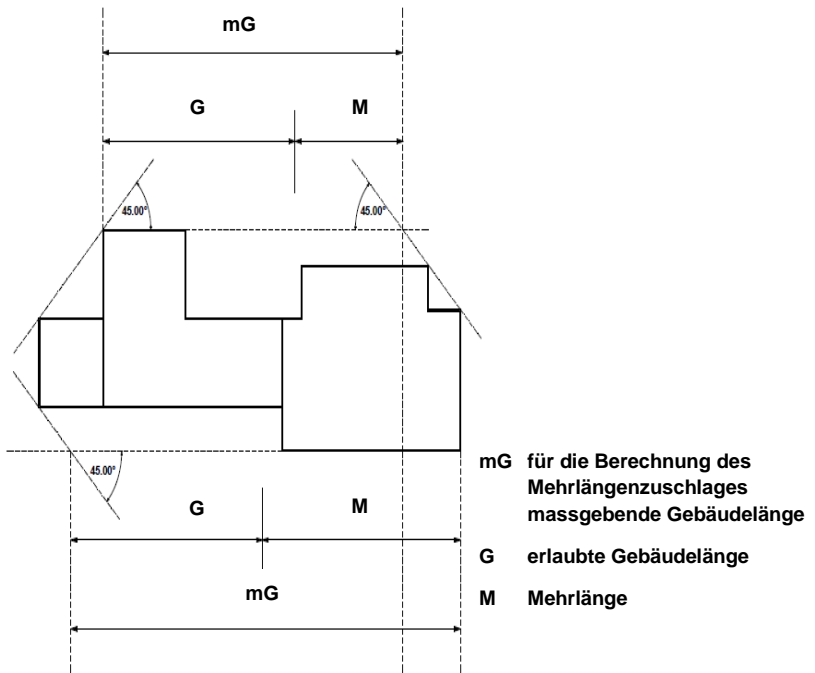 mG
G M
45.00° 45.00°
45.00°
G M
mG
mG für die Berechnung des
Mehrlängenzuschlages
massgebende Gebäudelänge
G erlaubte Gebäudelänge
M Mehrlänge